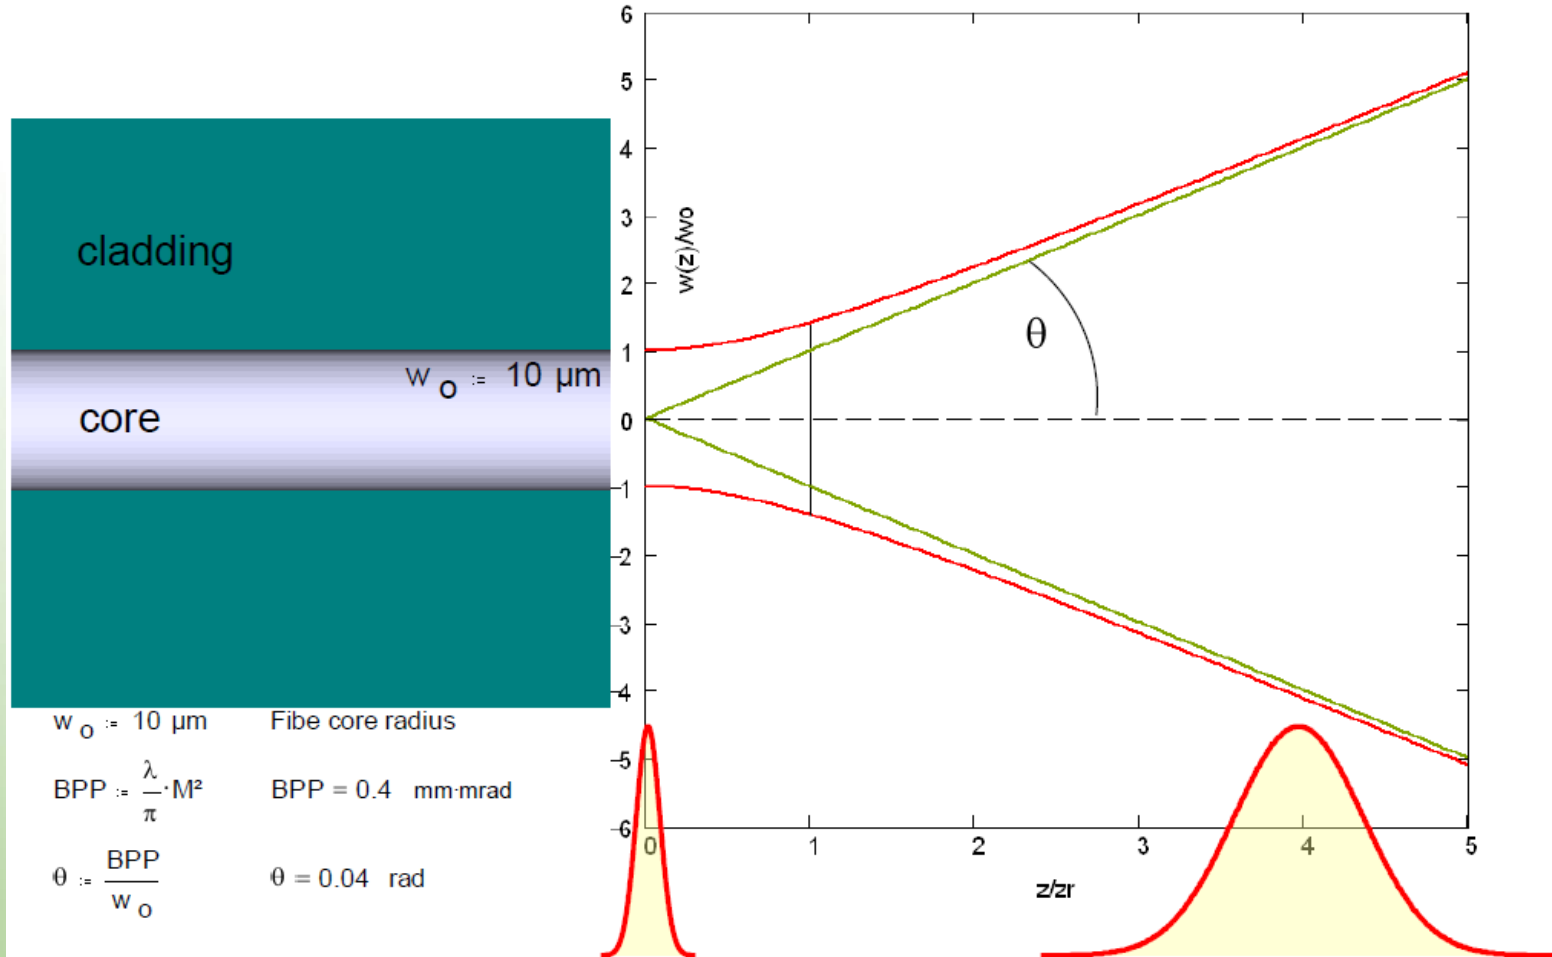 cladding
w o := 10 µm
core
w o := 10 µm Fibe core radius
BPP := λ/π·M² BPP = 0.4 mm·mrad
θ := BPP/w o θ = 0.04 rad
6
5
4
3
2
1
0
−1
−2
−3
−4
−5
−6
w(z)/wo
θ
0 1 2 3 4 5
z/zr